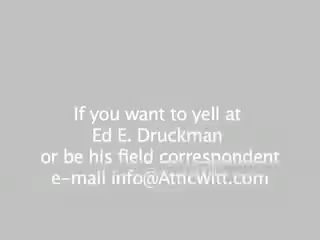 If you want to yell at
Ed E. Druckman
or be his field correspondent
e-mail info@AtticWitt.com